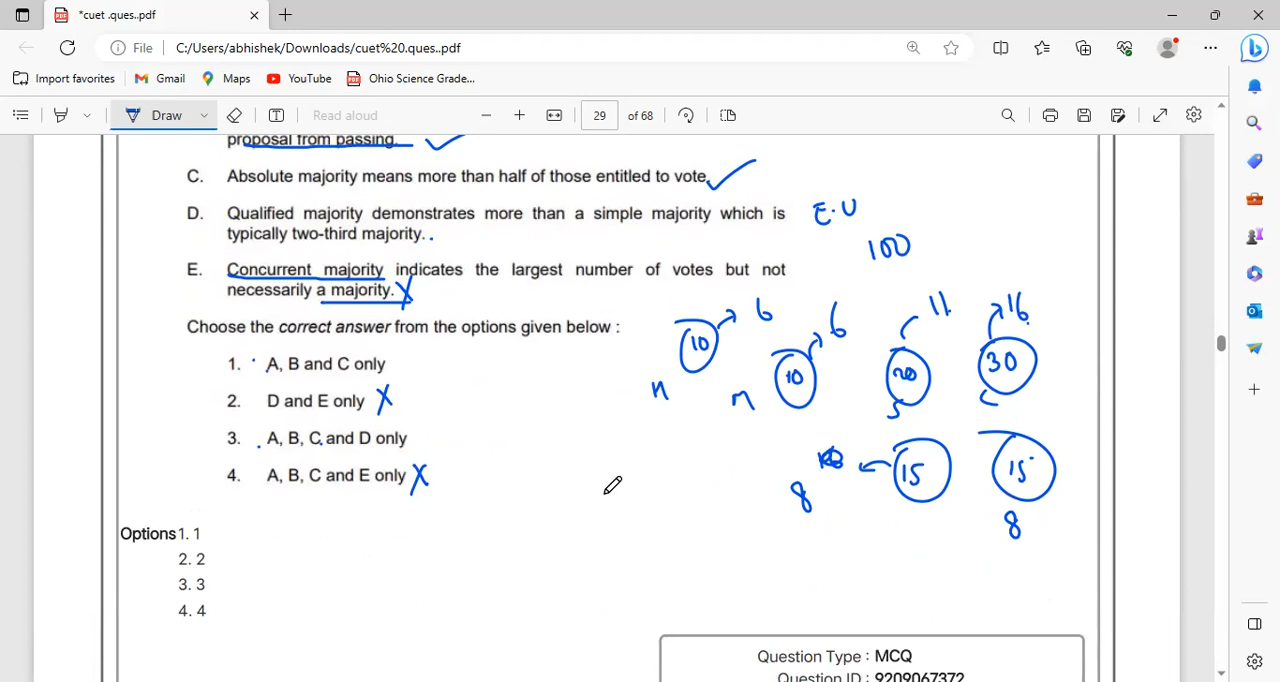 *cuet .ques..pdf
File
C:/Users/abhishek/Downloads/cuet%20.ques..pdf
Import favorites
Gmail
Maps
YouTube
Ohio Science Grade...
Draw
Read aloud
29 of 68
proposal from passing.
C. Absolute majority means more than half of those entitled to vote.
D. Qualified majority demonstrates more than a simple majority which is
typically two-third majority.
E. Concurrent majority indicates the largest number of votes but not
necessarily a majority.
Choose the correct answer from the options given below :
1. A, B and C only
2. D and E only
3. A, B, C and D only
4. A, B, C and E only
Options 1. 1
2. 2
3. 3
4. 4
E.U
100
6
6
11
16
10
10
20
30
15
15
8
8
Question Type : MCQ
Question ID : 9209067372